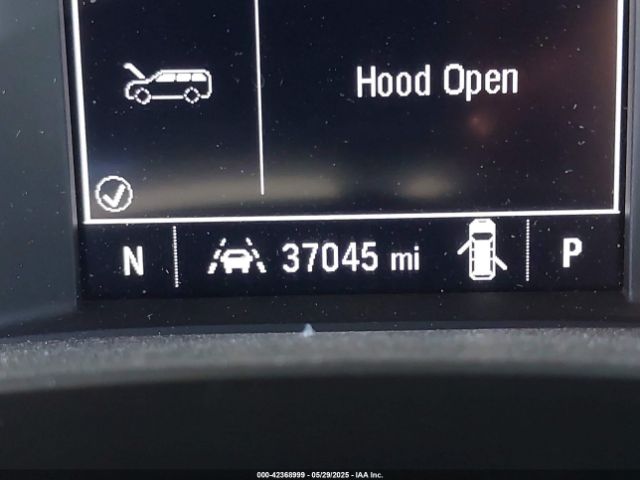 Hood Open
N 37045 mi P
000-42368999 - 05/29/2025 - IAA Inc.